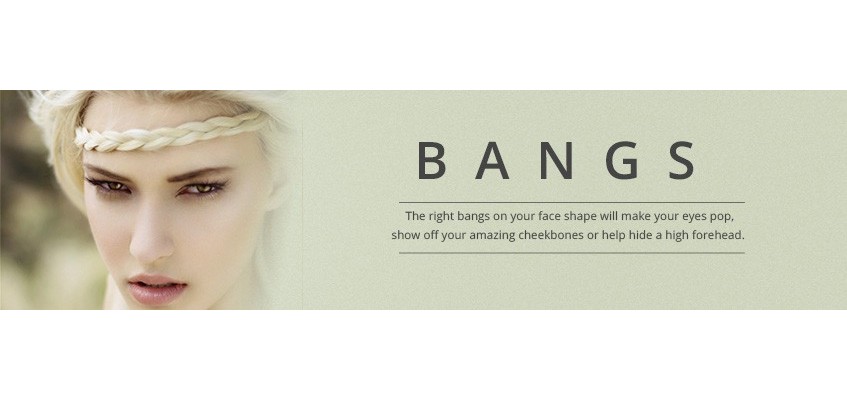 BANGS
The right bangs on your face shape will make your eyes pop,
show off your amazing cheekbones or help hide a high forehead.